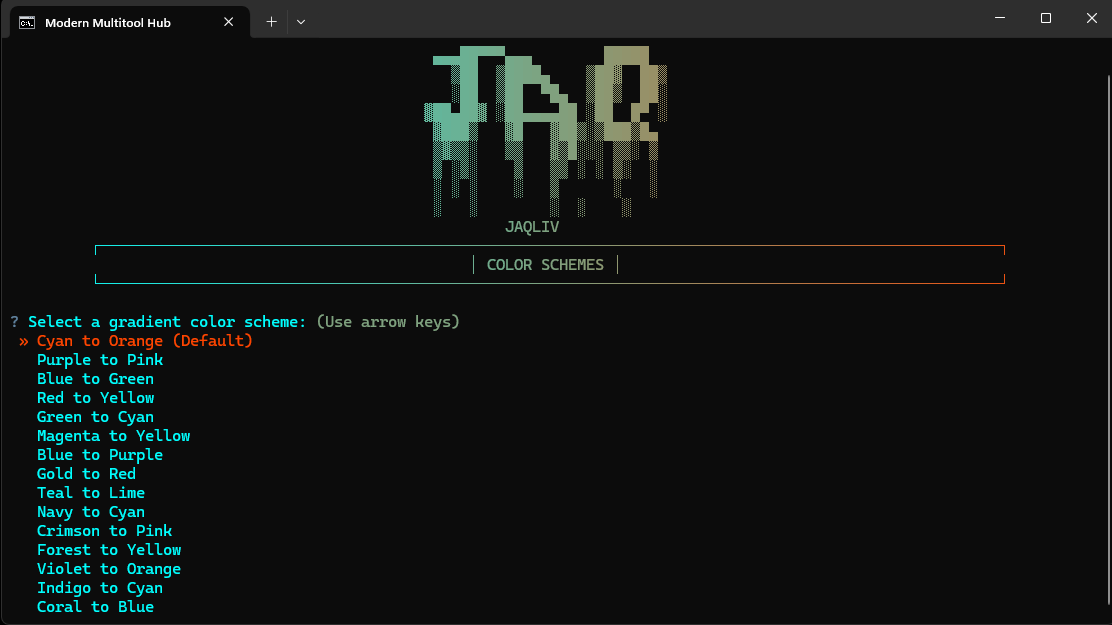 Modern Multitool Hub
JAQLIV
COLOR SCHEMES
? Select a gradient color scheme: (Use arrow keys)
» Cyan to Orange (Default)
Purple to Pink
Blue to Green
Red to Yellow
Green to Cyan
Magenta to Yellow
Blue to Purple
Gold to Red
Teal to Lime
Navy to Cyan
Crimson to Pink
Forest to Yellow
Violet to Orange
Indigo to Cyan
Coral to Blue